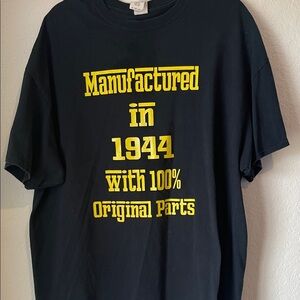 Manufactured
in
1944
with 100%
Original Parts